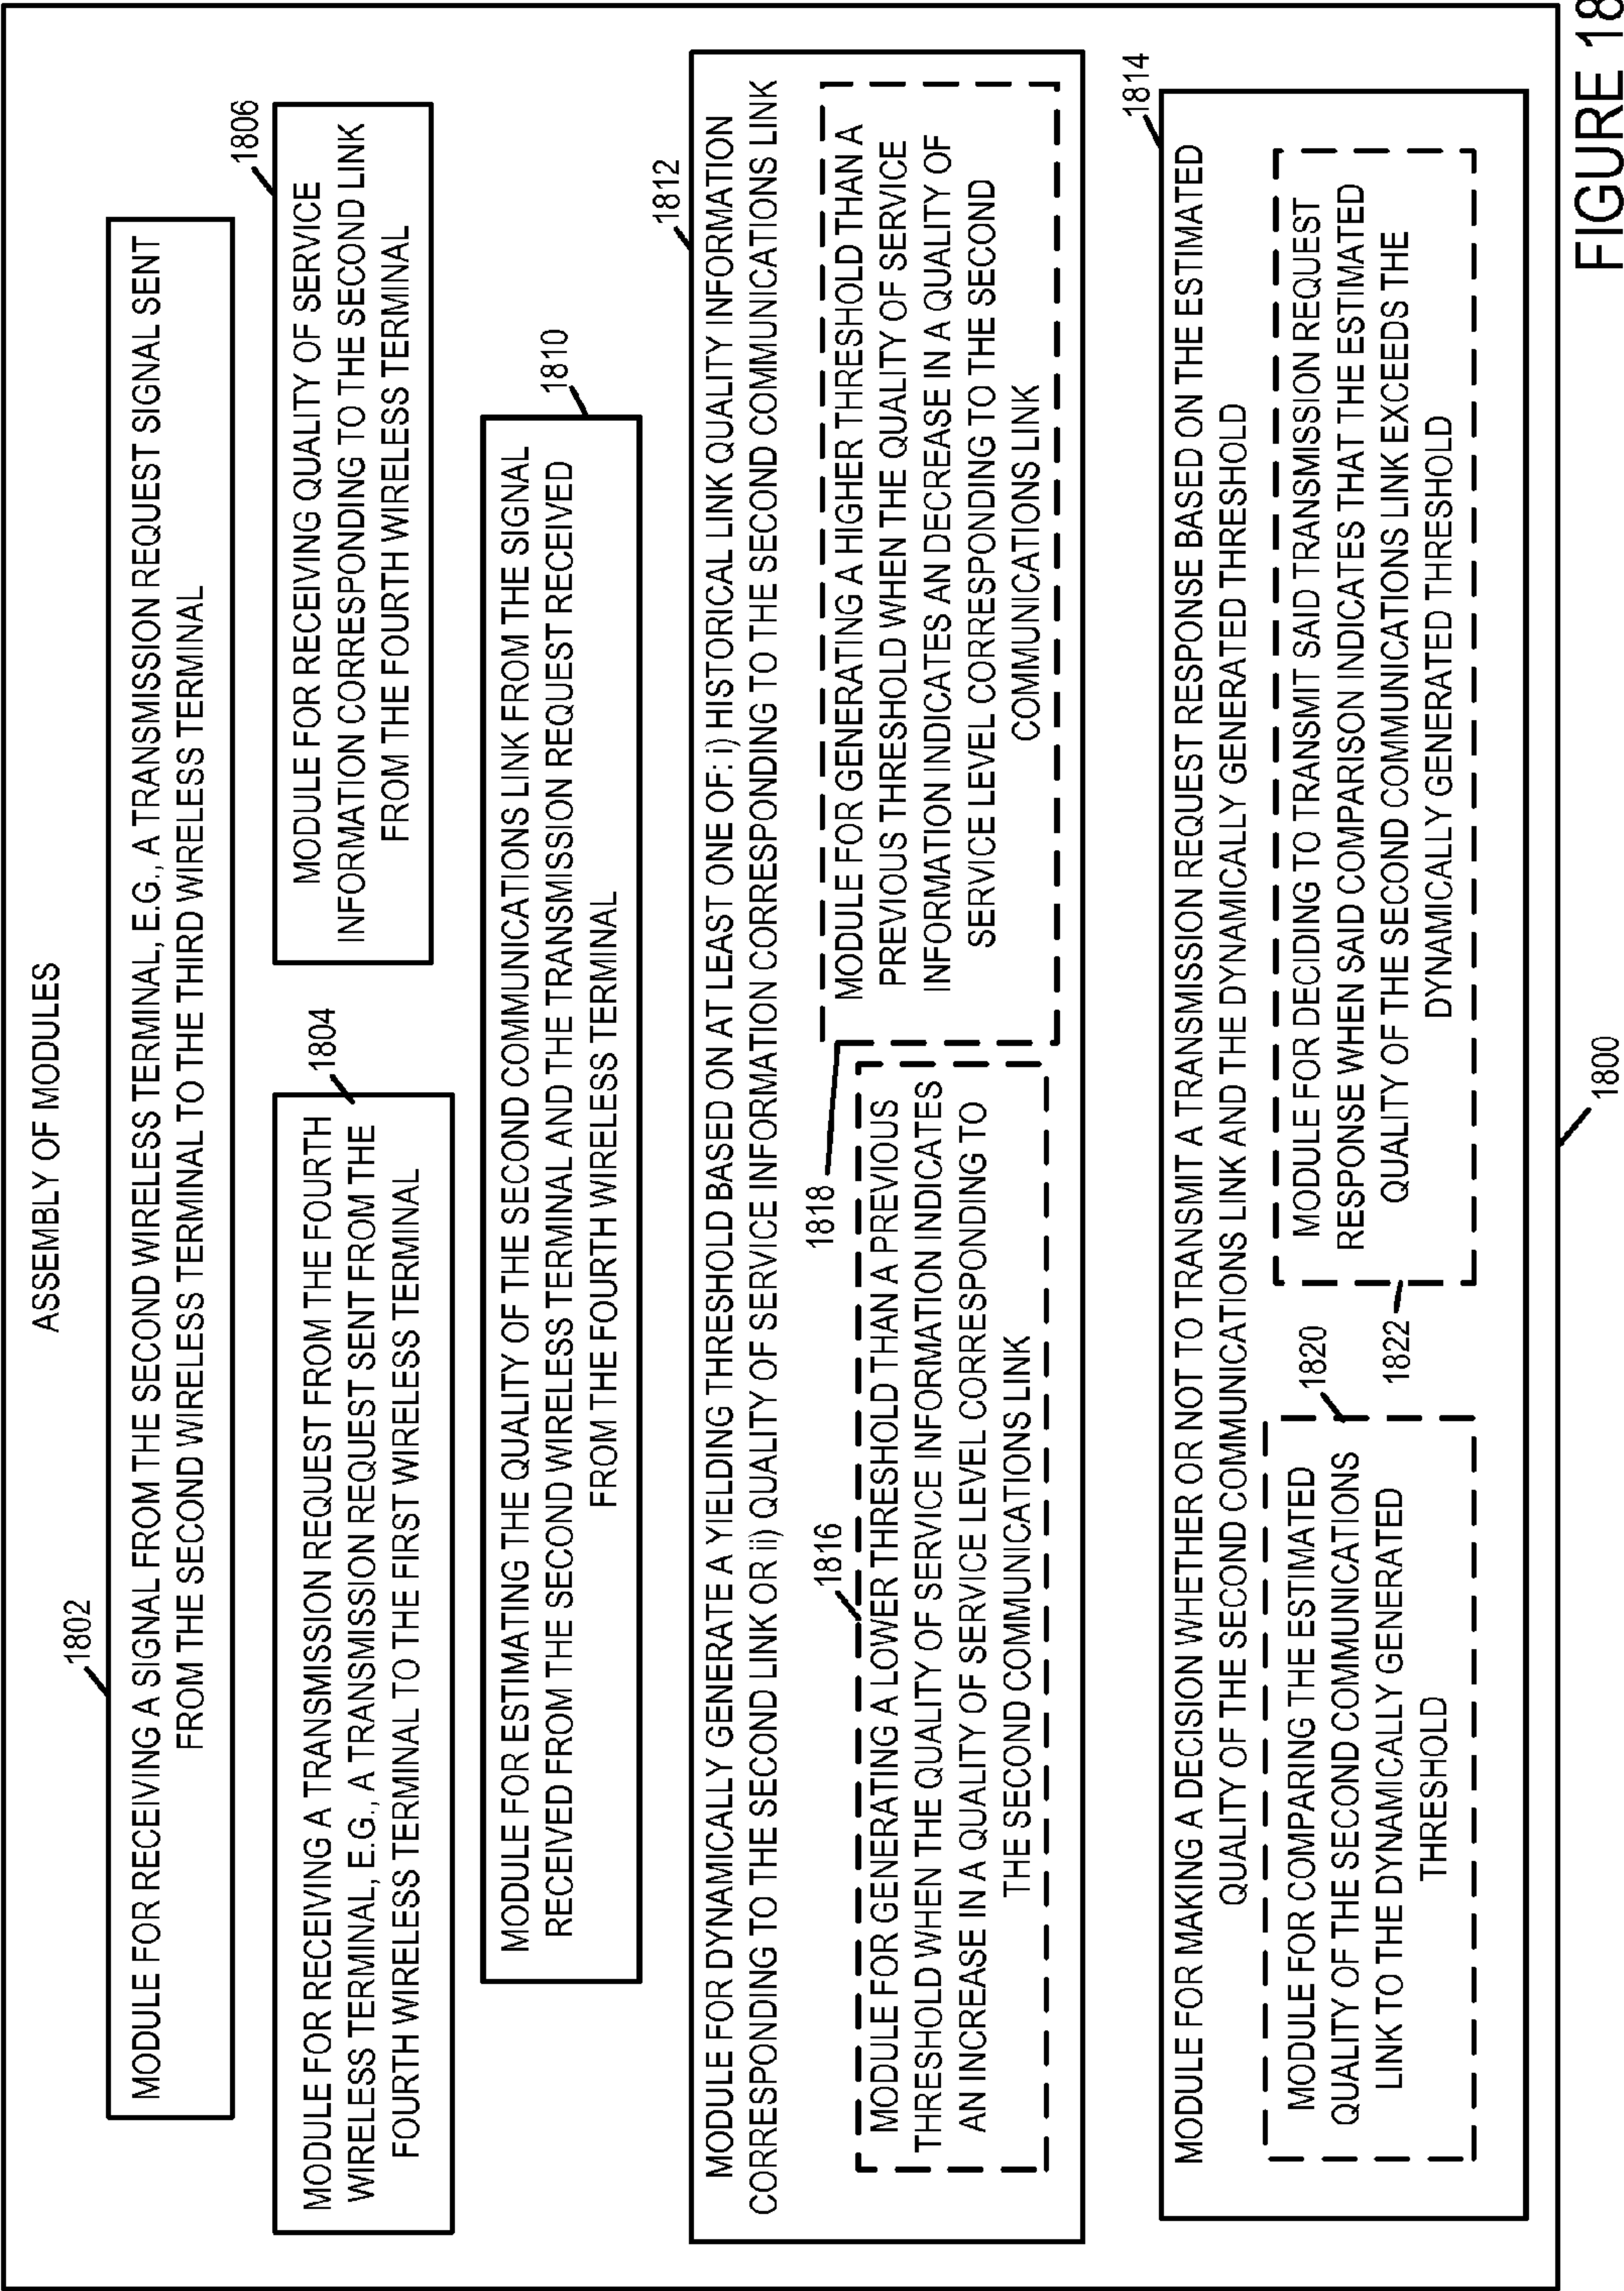 ASSEMBLY OF MODULES
1802
MODULE FOR RECEIVING A SIGNAL FROM THE SECOND WIRELESS TERMINAL, E.G., A TRANSMISSION REQUEST SIGNAL SENT
FROM THE SECOND WIRELESS TERMINAL TO THE THIRD WIRELESS TERMINAL
1804
MODULE FOR RECEIVING A TRANSMISSION REQUEST FROM THE FOURTH
WIRELESS TERMINAL, E.G., A TRANSMISSION REQUEST SENT FROM THE
FOURTH WIRELESS TERMINAL TO THE FIRST WIRELESS TERMINAL
1806
MODULE FOR RECEIVING QUALITY OF SERVICE
INFORMATION CORRESPONDING TO THE SECOND LINK
FROM THE FOURTH WIRELESS TERMINAL
1810
MODULE FOR ESTIMATING THE QUALITY OF THE SECOND COMMUNICATIONS LINK FROM THE SIGNAL
RECEIVED FROM THE SECOND WIRELESS TERMINAL AND THE TRANSMISSION REQUEST RECEIVED
FROM THE FOURTH WIRELESS TERMINAL
1812
MODULE FOR DYNAMICALLY GENERATE A YIELDING THRESHOLD BASED ON AT LEAST ONE OF: i) HISTORICAL LINK QUALITY INFORMATION
CORRESPONDING TO THE SECOND LINK OR ii) QUALITY OF SERVICE INFORMATION CORRESPONDING TO THE SECOND COMMUNICATIONS LINK
1816
MODULE FOR GENERATING A LOWER THRESHOLD THAN A PREVIOUS
THRESHOLD WHEN THE QUALITY OF SERVICE INFORMATION INDICATES
AN INCREASE IN A QUALITY OF SERVICE LEVEL CORRESPONDING TO
THE SECOND COMMUNICATIONS LINK
1818
MODULE FOR GENERATING A HIGHER THRESHOLD THAN A
PREVIOUS THRESHOLD WHEN THE QUALITY OF SERVICE
INFORMATION INDICATES AN DECREASE IN A QUALITY OF
SERVICE LEVEL CORRESPONDING TO THE SECOND
COMMUNICATIONS LINK
1814
MODULE FOR MAKING A DECISION WHETHER OR NOT TO TRANSMIT A TRANSMISSION REQUEST RESPONSE BASED ON THE ESTIMATED
QUALITY OF THE SECOND COMMUNICATIONS LINK AND THE DYNAMICALLY GENERATED THRESHOLD
1820
MODULE FOR COMPARING THE ESTIMATED
QUALITY OF THE SECOND COMMUNICATIONS
LINK TO THE DYNAMICALLY GENERATED
THRESHOLD
1822
MODULE FOR DECIDING TO TRANSMIT SAID TRANSMISSION REQUEST
RESPONSE WHEN SAID COMPARISON INDICATES THAT THE ESTIMATED
QUALITY OF THE SECOND COMMUNICATIONS LINK EXCEEDS THE
DYNAMICALLY GENERATED THRESHOLD
1800
FIGURE 18